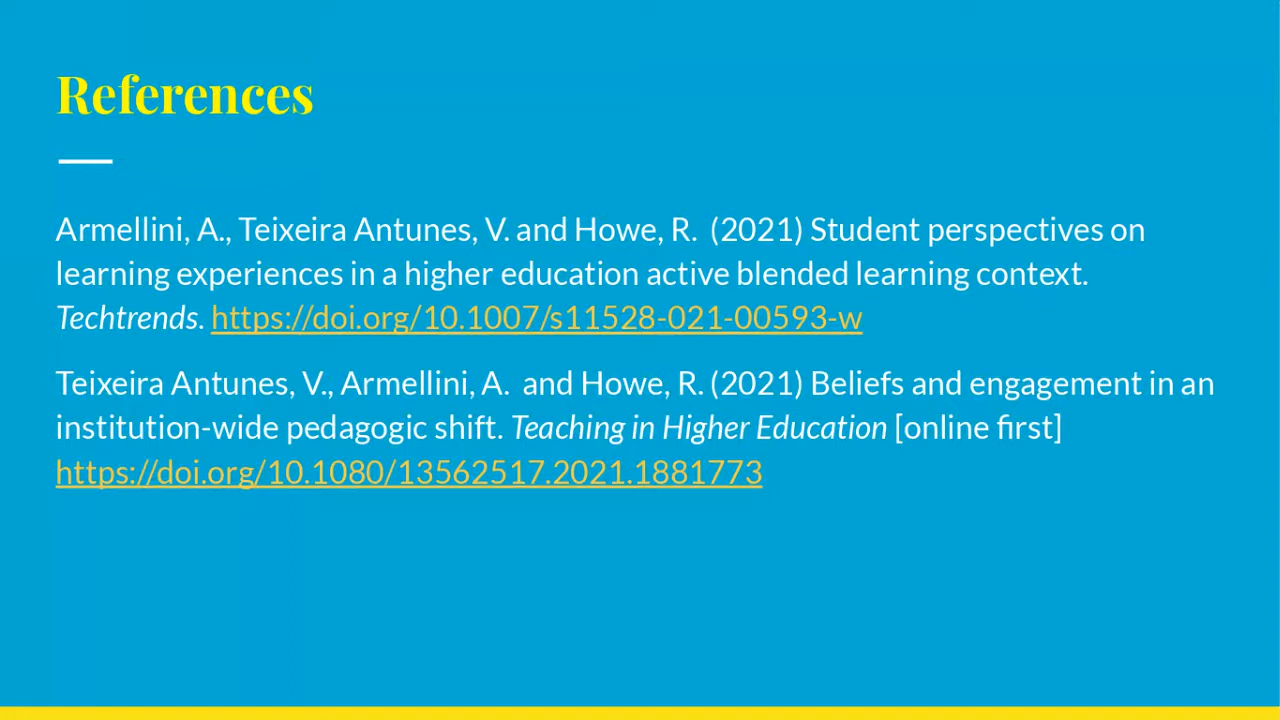 References
Armellini, A., Teixeira Antunes, V. and Howe, R.  (2021) Student perspectives on
learning experiences in a higher education active blended learning context.
Techtrends. https://doi.org/10.1007/s11528-021-00593-w
Teixeira Antunes, V., Armellini, A.  and Howe, R. (2021) Beliefs and engagement in an
institution-wide pedagogic shift. Teaching in Higher Education [online first]
https://doi.org/10.1080/13562517.2021.1881773